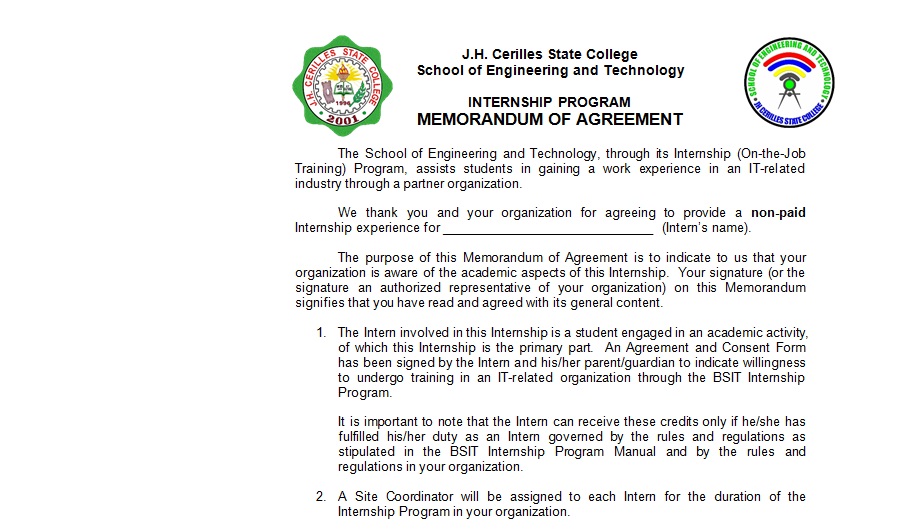 J.H. CERILLES STATE COLLEGE
1996
2001
J.H. Cerilles State College
School of Engineering and Technology
INTERNSHIP PROGRAM
MEMORANDUM OF AGREEMENT
SCHOOL OF ENGINEERING AND TECHNOLOGY
JH CERILLES STATE COLLEGE
The School of Engineering and Technology, through its Internship (On-the-Job
Training) Program, assists students in gaining a work experience in an IT-related
industry through a partner organization.
We thank you and your organization for agreeing to provide a non-paid
Internship experience for ____________________________ (Intern's name).
The purpose of this Memorandum of Agreement is to indicate to us that your
organization is aware of the academic aspects of this Internship. Your signature (or the
signature an authorized representative of your organization) on this Memorandum
signifies that you have read and agreed with its general content.
1. The Intern involved in this Internship is a student engaged in an academic activity,
of which this Internship is the primary part. An Agreement and Consent Form
has been signed by the Intern and his/her parent/guardian to indicate willingness
to undergo training in an IT-related organization through the BSIT Internship
Program.
It is important to note that the Intern can receive these credits only if he/she has
fulfilled his/her duty as an Intern governed by the rules and regulations as
stipulated in the BSIT Internship Program Manual and by the rules and
regulations in your organization.
2. A Site Coordinator will be assigned to each Intern for the duration of the
Internship Program in your organization.